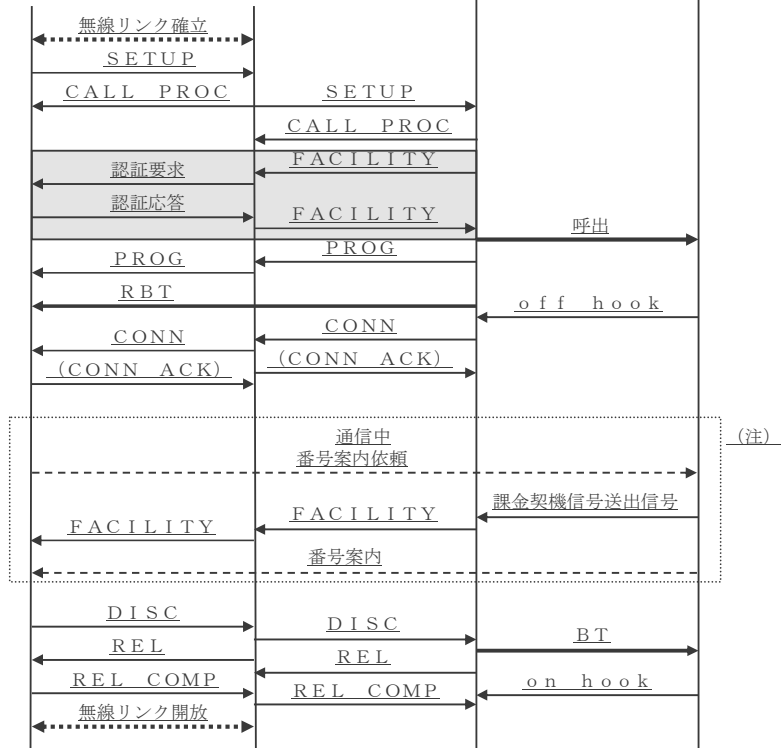 無線リンク確立
ＳＥＴＵＰ
ＣＡＬＬ　ＰＲＯＣ
ＳＥＴＵＰ
ＣＡＬＬ　ＰＲＯＣ
ＦＡＣＩＬＩＴＹ
認証要求
認証応答
ＦＡＣＩＬＩＴＹ
呼出
ＰＲＯＧ
ＰＲＯＧ
ＲＢＴ
ｏｆｆ　ｈｏｏｋ
ＣＯＮＮ
ＣＯＮＮ
（ＣＯＮＮ　ＡＣＫ）
（ＣＯＮＮ　ＡＣＫ）
通信中
（注）
番号案内依頼
課金契機信号送出信号
ＦＡＣＩＬＩＴＹ
ＦＡＣＩＬＩＴＹ
番号案内
ＤＩＳＣ
ＤＩＳＣ
ＢＴ
ＲＥＬ
ＲＥＬ
ＲＥＬ　ＣＯＭＰ
ｏｎ　ｈｏｏｋ
ＲＥＬ　ＣＯＭＰ
無線リンク開放